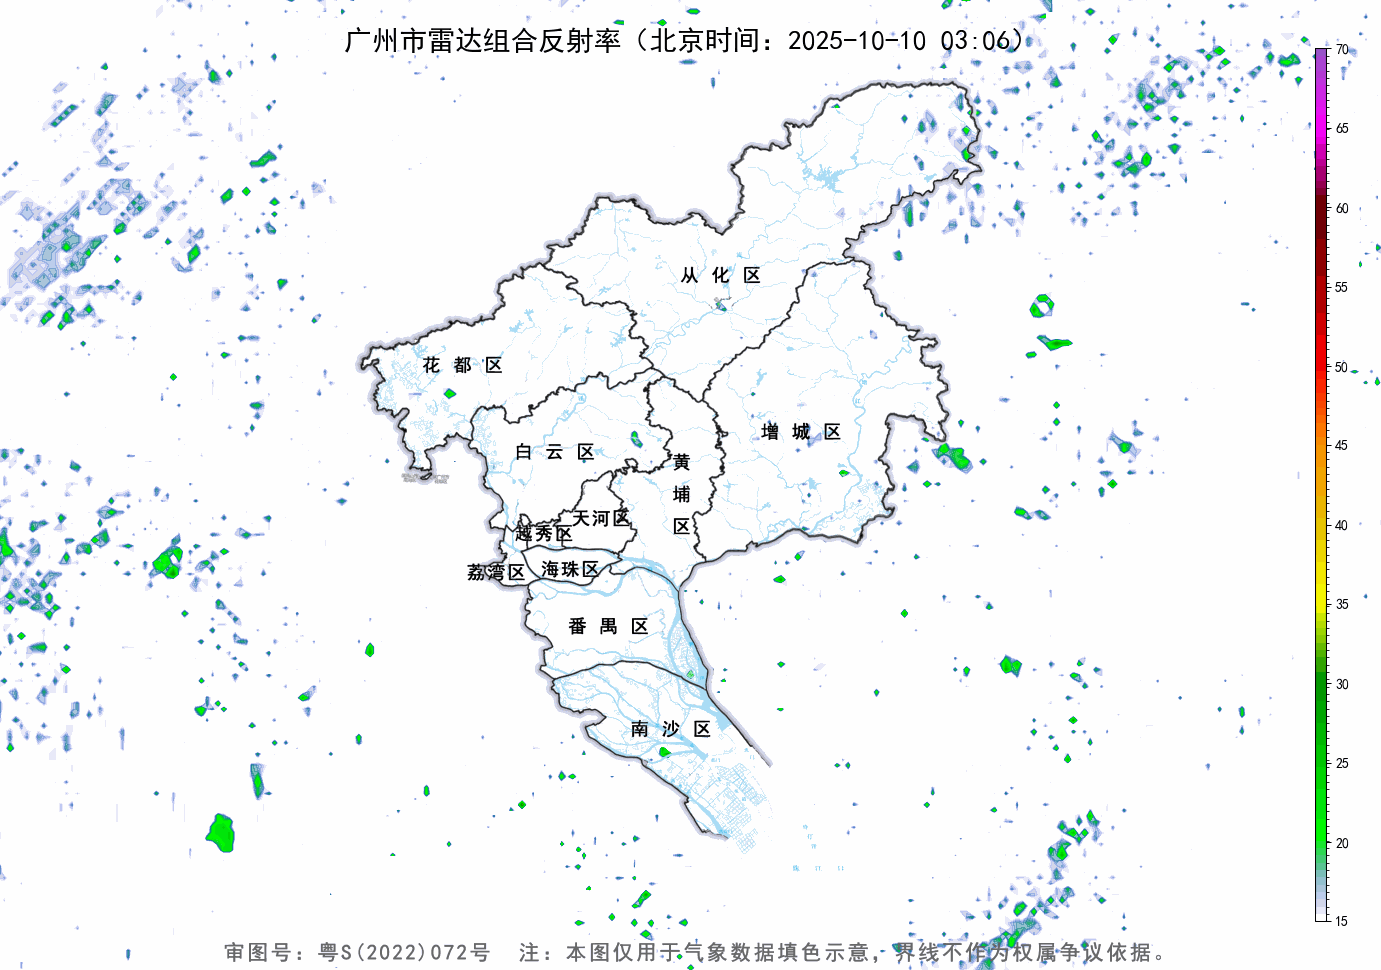 广州市雷达组合反射率（北京时间：2025-10-10 03:06）
70
65
60
55
50
45
40
35
30
25
20
15
从化区
花都区
增城区
白云区
黄埔区
天河区
越秀区
荔湾区
海珠区
番禺区
南沙区
审图号：粤S(2022)072号 注：本图仅用于气象数据填色示意，界线不作为权属争议依据。